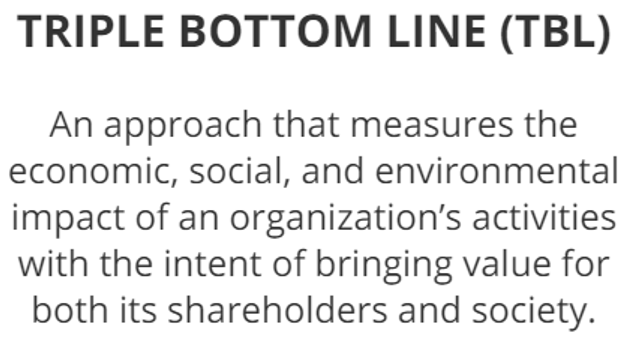 TRIPLE BOTTOM LINE (TBL)
An approach that measures the
economic, social, and environmental
impact of an organization’s activities
with the intent of bringing value for
both its shareholders and society.